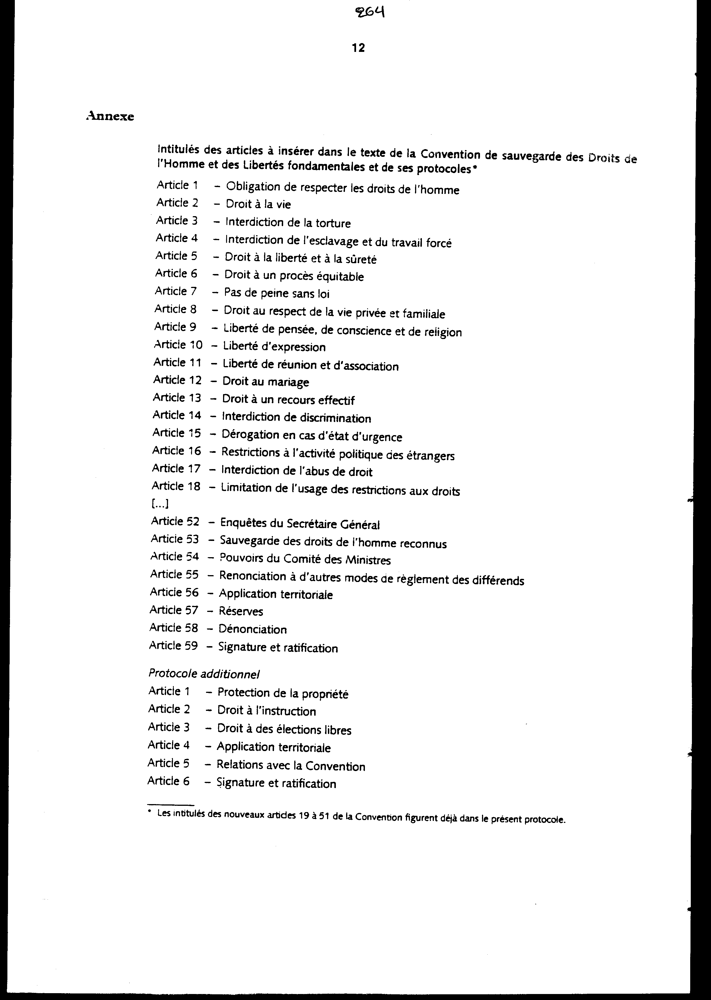 264
12
Annexe
Intitulés des articles à insérer dans le texte de la Convention de sauvegarde des Droits de
l'Homme et des Libertés fondamentales et de ses protocoles*
Article 1 – Obligation de respecter les droits de l'homme
Article 2 – Droit à la vie
Article 3 – Interdiction de la torture
Article 4 – Interdiction de l'esclavage et du travail forcé
Article 5 – Droit à la liberté et à la sûreté
Article 6 – Droit à un procès équitable
Article 7 – Pas de peine sans loi
Article 8 – Droit au respect de la vie privée et familiale
Article 9 – Liberté de pensée, de conscience et de religion
Article 10 – Liberté d'expression
Article 11 – Liberté de réunion et d'association
Article 12 – Droit au mariage
Article 13 – Droit à un recours effectif
Article 14 – Interdiction de discrimination
Article 15 – Dérogation en cas d'état d'urgence
Article 16 – Restrictions à l'activité politique des étrangers
Article 17 – Interdiction de l'abus de droit
Article 18 – Limitation de l'usage des restrictions aux droits
[...]
Article 52 – Enquêtes du Secrétaire Général
Article 53 – Sauvegarde des droits de l'homme reconnus
Article 54 – Pouvoirs du Comité des Ministres
Article 55 – Renonciation à d'autres modes de règlement des différends
Article 56 – Application territoriale
Article 57 – Réserves
Article 58 – Dénonciation
Article 59 – Signature et ratification
Protocole additionnel
Article 1 – Protection de la propriété
Article 2 – Droit à l'instruction
Article 3 – Droit à des élections libres
Article 4 – Application territoriale
Article 5 – Relations avec la Convention
Article 6 – Signature et ratification
* Les intitulés des nouveaux articles 19 à 51 de la Convention figurent déjà dans le présent protocole.